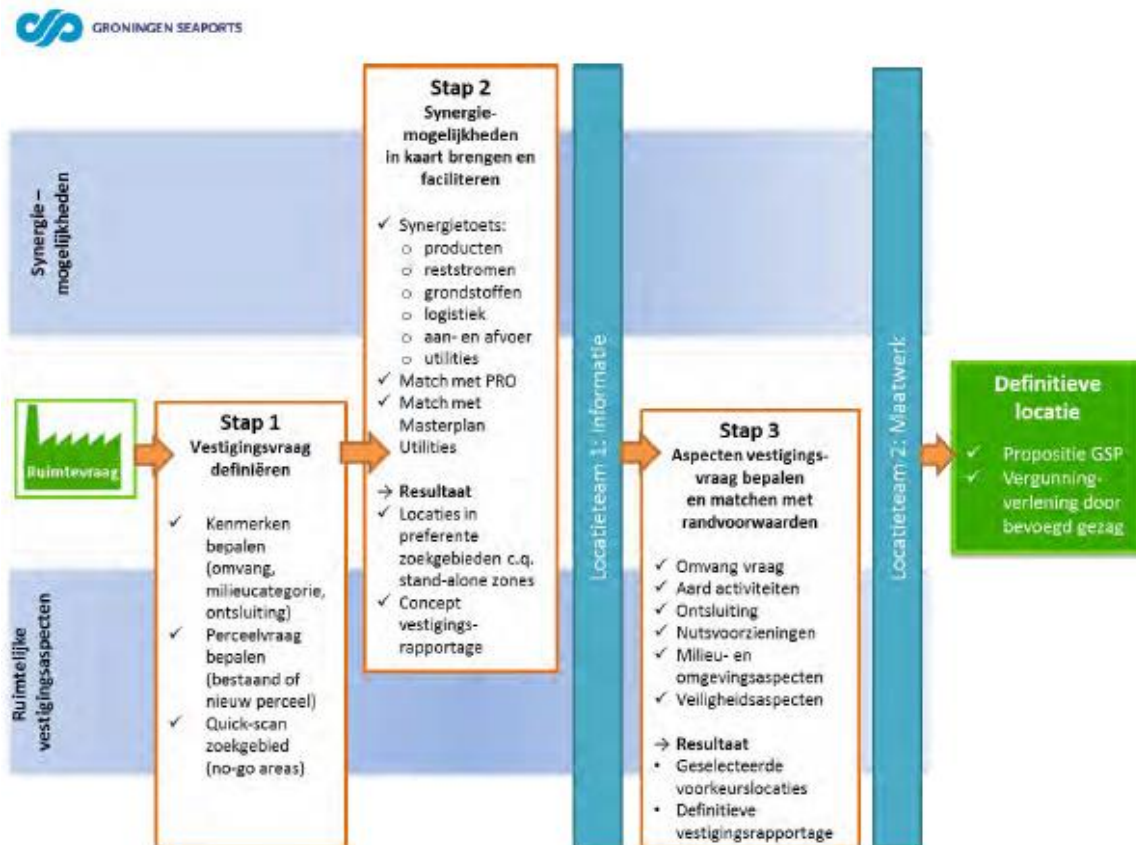 GRONINGEN SEAPORTS
Synergie –
mogelijkheden
Ruimtelijke
vestigingsaspecten
Ruimtevraag
Stap 1
Vestigingsvraag
definiëren
✓ Kenmerken
bepalen
(omvang,
milieucategorie,
ontsluiting)
✓ Perceelvraag
bepalen
(bestaand of
nieuw perceel)
✓ Quick-scan
zoekgebied
(no-go areas)
Stap 2
Synergie-
mogelijkheden
in kaart brengen en
faciliteren
✓ Synergietoets:
o producten
o reststromen
o grondstoffen
o logistiek
o aan- en afvoer
o utilities
✓ Match met PRO
✓ Match met
Masterplan
Utilities
→ Resultaat
✓ Locaties in
preferente
zoekgebieden c.q.
stand-alone zones
✓ Concept
vestigings-
rapportage
Locatieteam 1: Informatie
Stap 3
Aspecten vestigings-
vraag bepalen
en matchen met
randvoorwaarden
✓ Omvang vraag
✓ Aard activiteiten
✓ Ontsluiting
✓ Nutsvoorzieningen
✓ Milieu- en
omgevingsaspecten
✓ Veiligheidsaspecten
→ Resultaat
• Geselecteerde
voorkeurslocaties
• Definitieve
vestigingsrapportage
Locatieteam 2: Maatwerk
Definitieve
locatie
✓ Propositie GSP
✓ Vergunning-
verlening door
bevoegd gezag